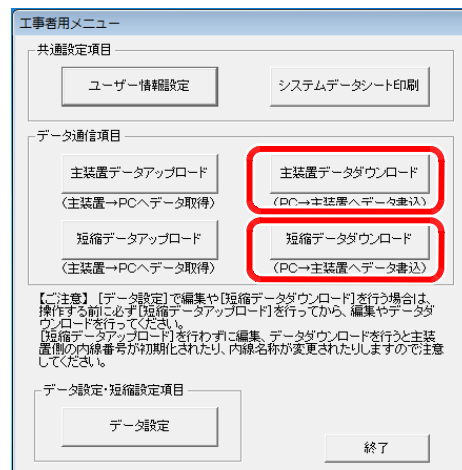 工事者用メニュー
共通設定項目
ユーザー情報設定
システムデータシート印刷
データ通信項目
主装置データアップロード
主装置データダウンロード
(主装置→PCへデータ取得)
(PC→主装置へデータ書込)
短縮データアップロード
短縮データダウンロード
(主装置→PCへデータ取得)
(PC→主装置へデータ書込)
【ご注意】 [データ設定]で編集や[短縮データダウンロード]を行う場合は、
操作する前に必ず[短縮データアップロード]を行ってから、編集やデータダ
ウンロードを行ってください。
[短縮データアップロード]を行わずに編集、データダウンロードを行うと主装
置側の内線番号が初期化されたり、内線名称が変更されたりしますので注意
してください。
データ設定・短縮設定項目
データ設定
終了